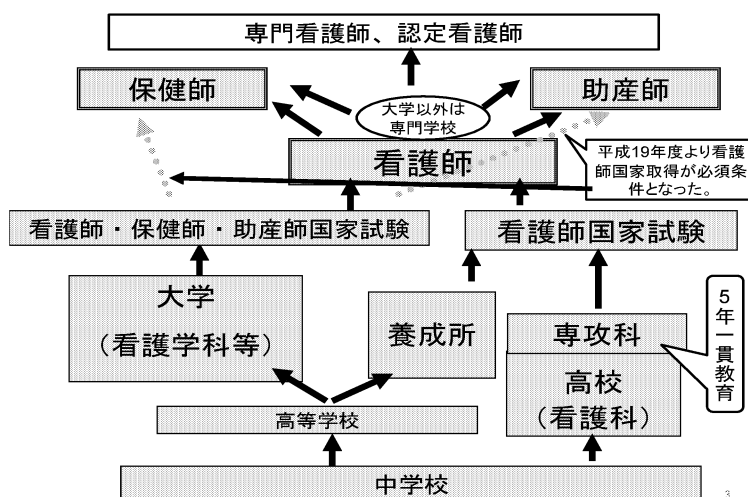 専門看護師、認定看護師
保健師
助産師
大学以外は
専門学校
看護師
平成19年度より看護
師国家取得が必須条
件となった。
看護師・保健師・助産師国家試験
看護師国家試験
大学
(看護学科等)
養成所
専攻科
5年一貫教育
高校
(看護科)
高等学校
中学校
3